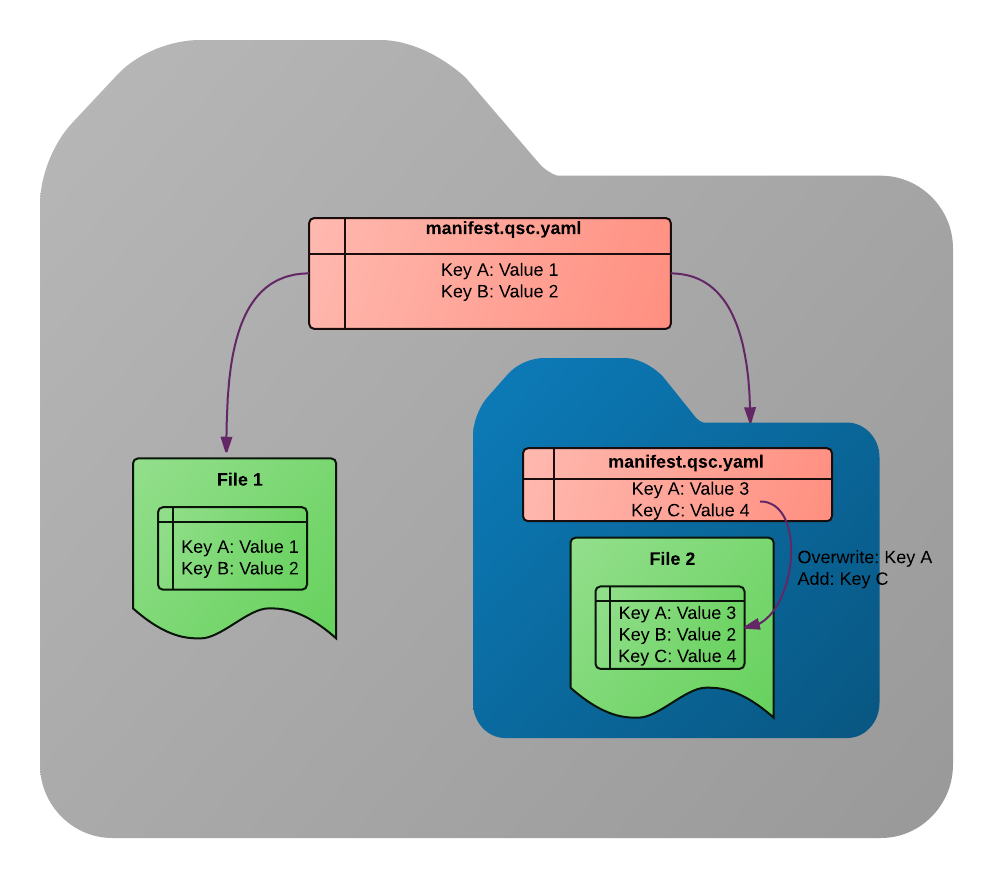 manifest.qsc.yaml
Key A: Value 1
Key B: Value 2
File 1
Key A: Value 1
Key B: Value 2
manifest.qsc.yaml
Key A: Value 3
Key C: Value 4
Overwrite: Key A
Add: Key C
File 2
Key A: Value 3
Key B: Value 2
Key C: Value 4